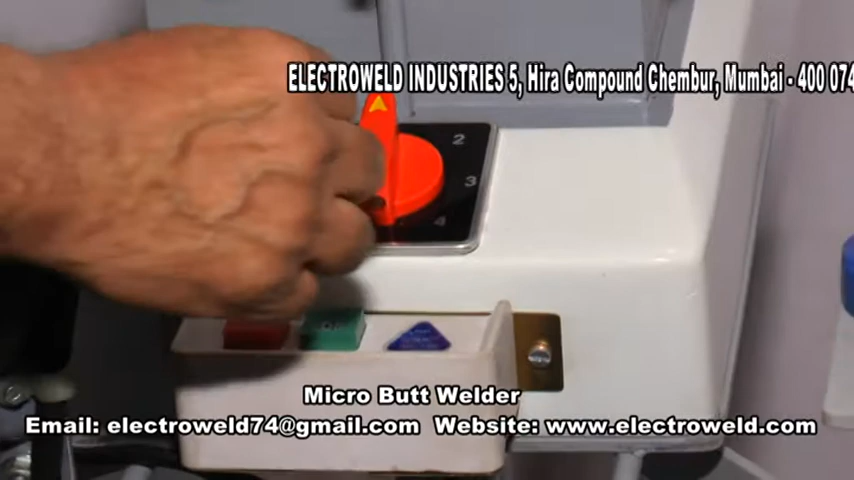 ELECTROWELD INDUSTRIES 5, Hira Compound Chembur, Mumbai - 400 074
2
3
4
Micro Butt Welder
Email: electroweld74@gmail.com Website: www.electroweld.com